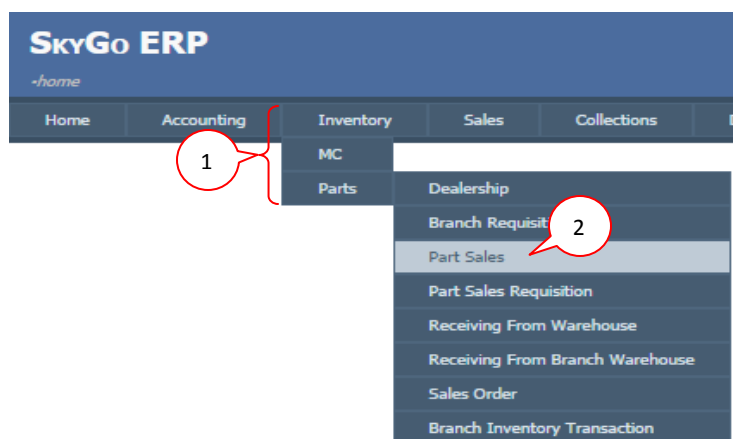 SkyGo ERP
-home
Home Accounting Inventory Sales Collections
1
MC
Parts Dealership
Branch Requisit
2
Part Sales
Part Sales Requisition
Receiving From Warehouse
Receiving From Branch Warehouse
Sales Order
Branch Inventory Transaction